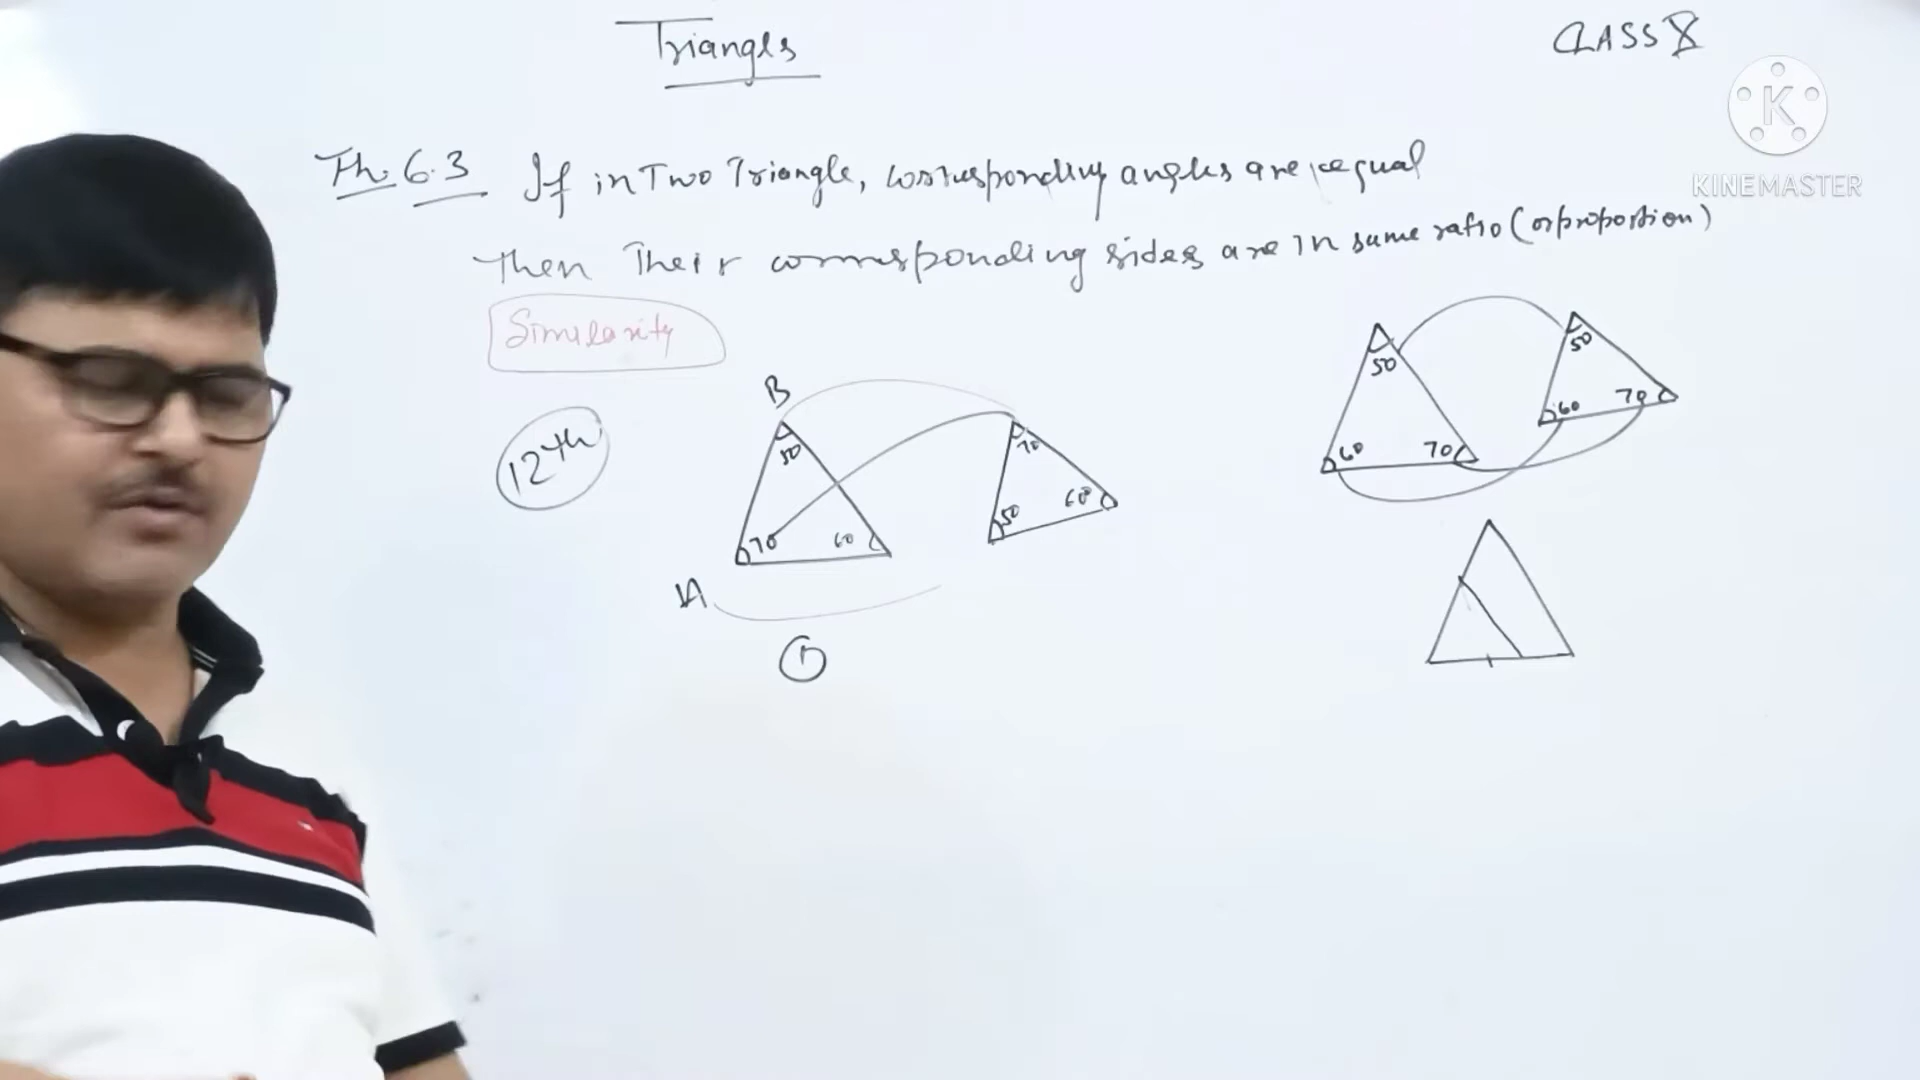 Triangles
CLASS X
K
KINEMASTER
Th. 6.3 If in Two Triangle, corresponding angles are equal
Then Their corresponding sides are in same ratio (or proportion)
Similarity
12th
B
50
70
60
A
70
50
60
1
50
60
70
50
60
70